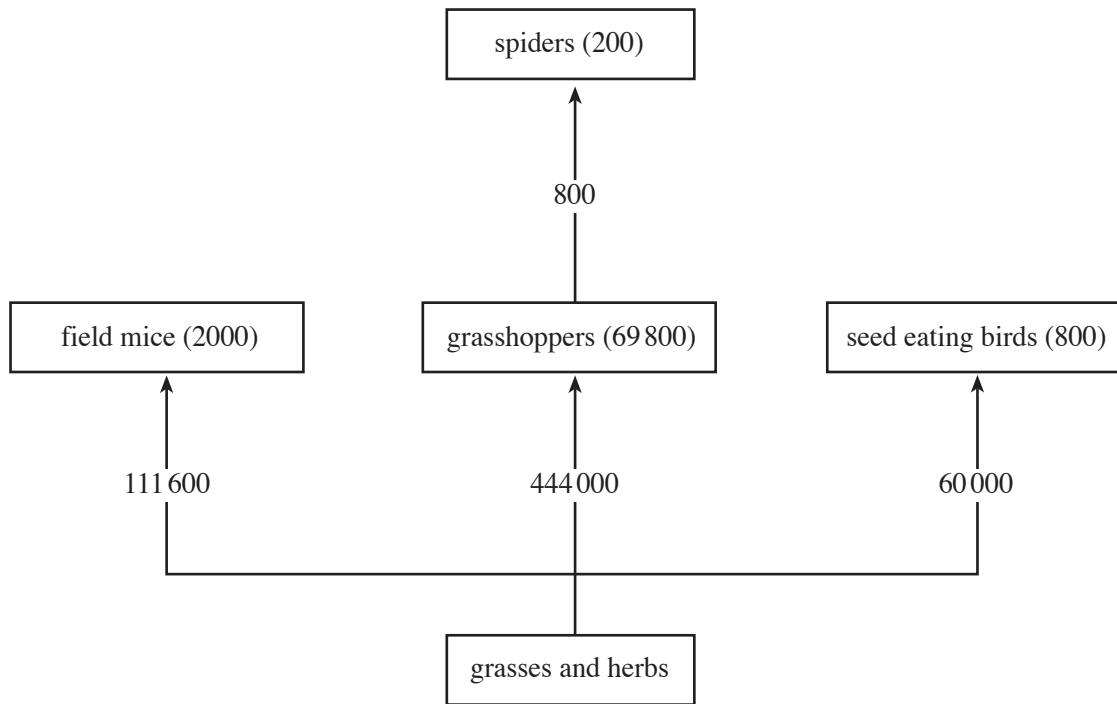 spiders (200)
800
field mice (2000)
grasshoppers (69 800)
seed eating birds (800)
111 600
444 000
60 000
grasses and herbs